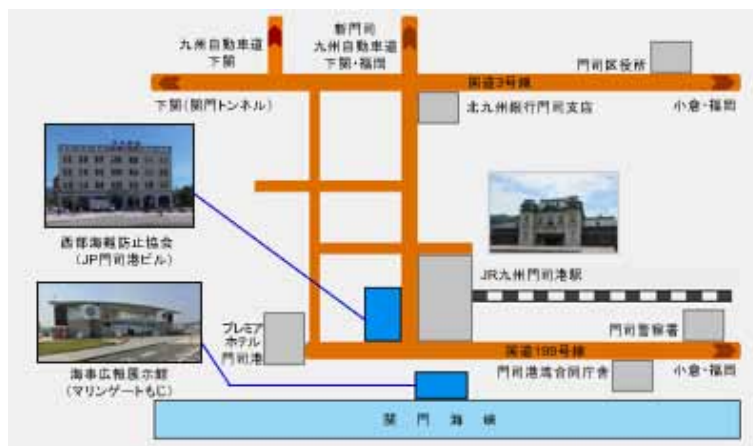 九州自動車道
下関
新門司
九州自動車道
下関・福岡
門司区役所
国道3号線
下関(関門トンネル)
北九州銀行門司支店
小倉・福岡
西部海難防止協会
(JP門司港ビル)
JR九州門司港駅
プレミア
ホテル
門司港
門司警察署
国道199号線
海事広報展示館
(マリンゲートもじ)
門司港湾合同庁舎
小倉・福岡
関門海峡